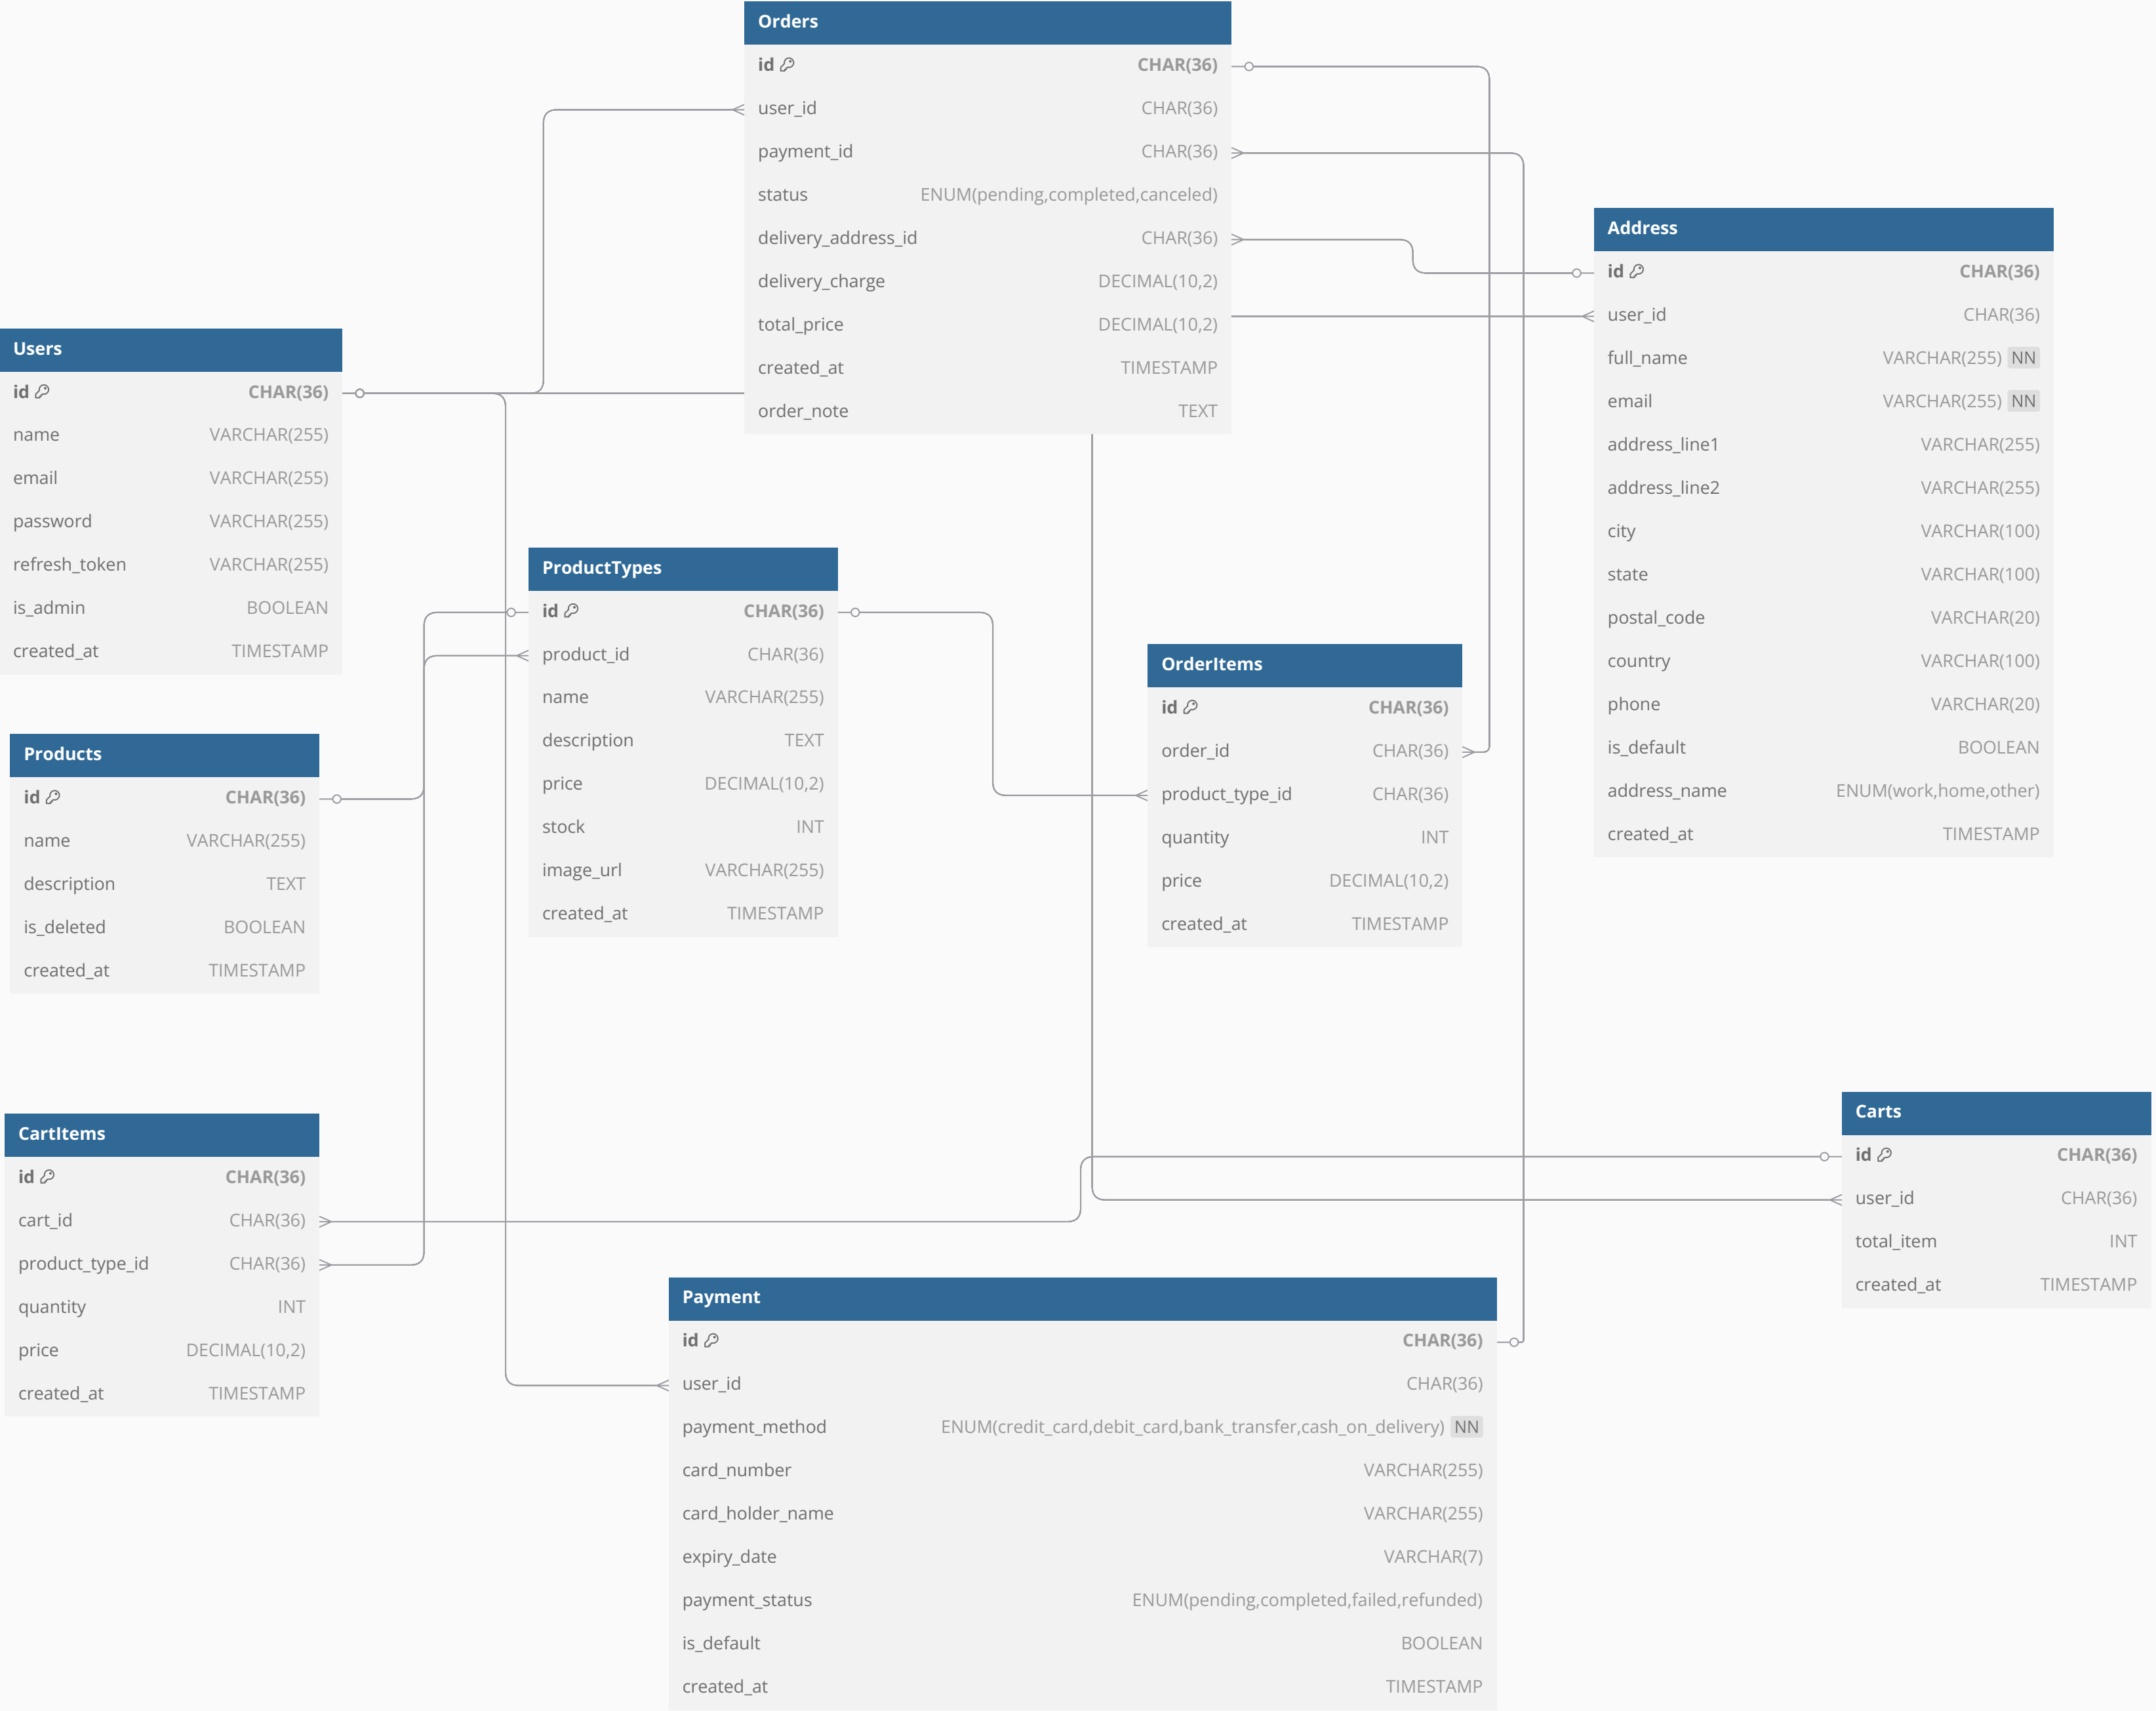 Orders
id CHAR(36)
user_id CHAR(36)
payment_id CHAR(36)
status ENUM(pending,completed,canceled)
delivery_address_id CHAR(36)
delivery_charge DECIMAL(10,2)
total_price DECIMAL(10,2)
created_at TIMESTAMP
order_note TEXT
Address
id CHAR(36)
user_id CHAR(36)
full_name VARCHAR(255) NN
email VARCHAR(255) NN
address_line1 VARCHAR(255)
address_line2 VARCHAR(255)
city VARCHAR(100)
state VARCHAR(100)
postal_code VARCHAR(20)
country VARCHAR(100)
phone VARCHAR(20)
is_default BOOLEAN
address_name ENUM(work,home,other)
created_at TIMESTAMP
Users
id CHAR(36)
name VARCHAR(255)
email VARCHAR(255)
password VARCHAR(255)
refresh_token VARCHAR(255)
is_admin BOOLEAN
created_at TIMESTAMP
ProductTypes
id CHAR(36)
product_id CHAR(36)
name VARCHAR(255)
description TEXT
price DECIMAL(10,2)
stock INT
image_url VARCHAR(255)
created_at TIMESTAMP
OrderItems
id CHAR(36)
order_id CHAR(36)
product_type_id CHAR(36)
quantity INT
price DECIMAL(10,2)
created_at TIMESTAMP
Products
id CHAR(36)
name VARCHAR(255)
description TEXT
is_deleted BOOLEAN
created_at TIMESTAMP
CartItems
id CHAR(36)
cart_id CHAR(36)
product_type_id CHAR(36)
quantity INT
price DECIMAL(10,2)
created_at TIMESTAMP
Carts
id CHAR(36)
user_id CHAR(36)
total_item INT
created_at TIMESTAMP
Payment
id CHAR(36)
user_id CHAR(36)
payment_method ENUM(credit_card,debit_card,bank_transfer,cash_on_delivery) NN
card_number VARCHAR(255)
card_holder_name VARCHAR(255)
expiry_date VARCHAR(7)
payment_status ENUM(pending,completed,failed,refunded)
is_default BOOLEAN
created_at TIMESTAMP